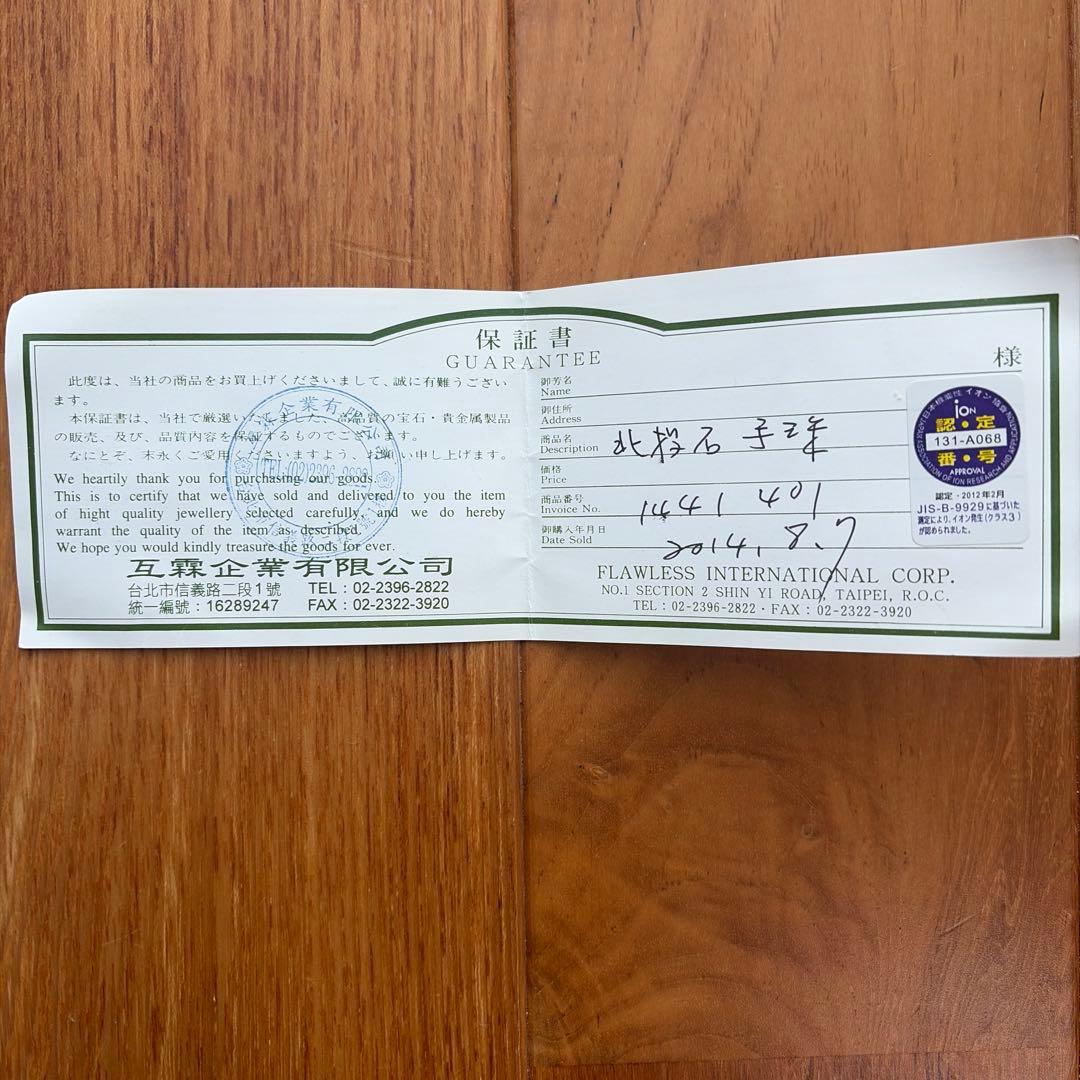 保証書
GUARANTEE
様
此度は、当社の商品をお買上げくださいまして、誠に有難うござい
ます。
本保証書は、当社で厳選いたしました、高品質の宝石・貴金属製品
の販売、及び、品質内容を保証するものでございます。
なにとぞ、末永くご愛用くださいますよう、お願い申し上げます。
We heartily thank you for purchasing our goods.
This is to certify that we have sold and delivered to you the item
of hight quality jewellery selected carefully, and we do hereby
warrant the quality of the item as described.
We hope you would kindly treasure the goods for ever.
互霖企業有限公司
台北市信義路二段1號 TEL：02-2396-2822
統一編號：16289247 FAX：02-2322-3920
御芳名
Name
御住所
Address
商品名
Description 北投石
価格
Price
商品番号
Invoice No. 1441 401
御購入年月日
Date Sold 2014.8.7
FLAWLESS INTERNATIONAL CORP.
NO.1 SECTION 2 SHIN YI ROAD, TAIPEI, R.O.C.
TEL：02-2396-2822・FAX：02-2322-3920
ION
認・定
131-A068
番・号
APPROVAL
認定・2012年2月
JIS-B-9929に基づいた
測定により、イオン発生(クラス3)
が認められました。